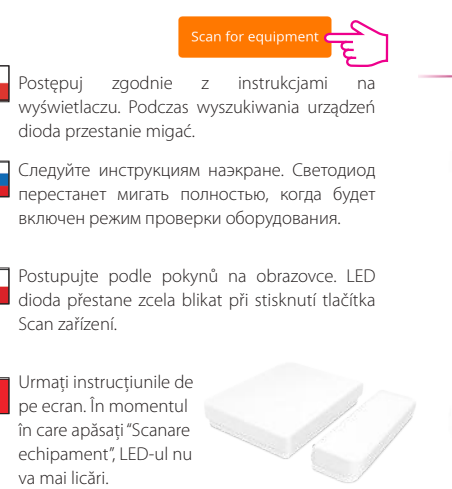 Scan for equipment
Postępuj zgodnie z instrukcjami na
wyświetlaczu. Podczas wyszukiwania urządzeń
dioda przestanie migać.
Следуйте инструкциям наэкране. Светодиод
перестанет мигать полностью, когда будет
включен режим проверки оборудования.
Postupujte podle pokynů na obrazovce. LED
dioda přestane zcela blikat při stisknutí tlačítka
Scan zařízení.
Urmați instrucțiunile de
pe ecran. În momentul
în care apăsați “Scanare
echipament”, LED-ul nu
va mai licări.